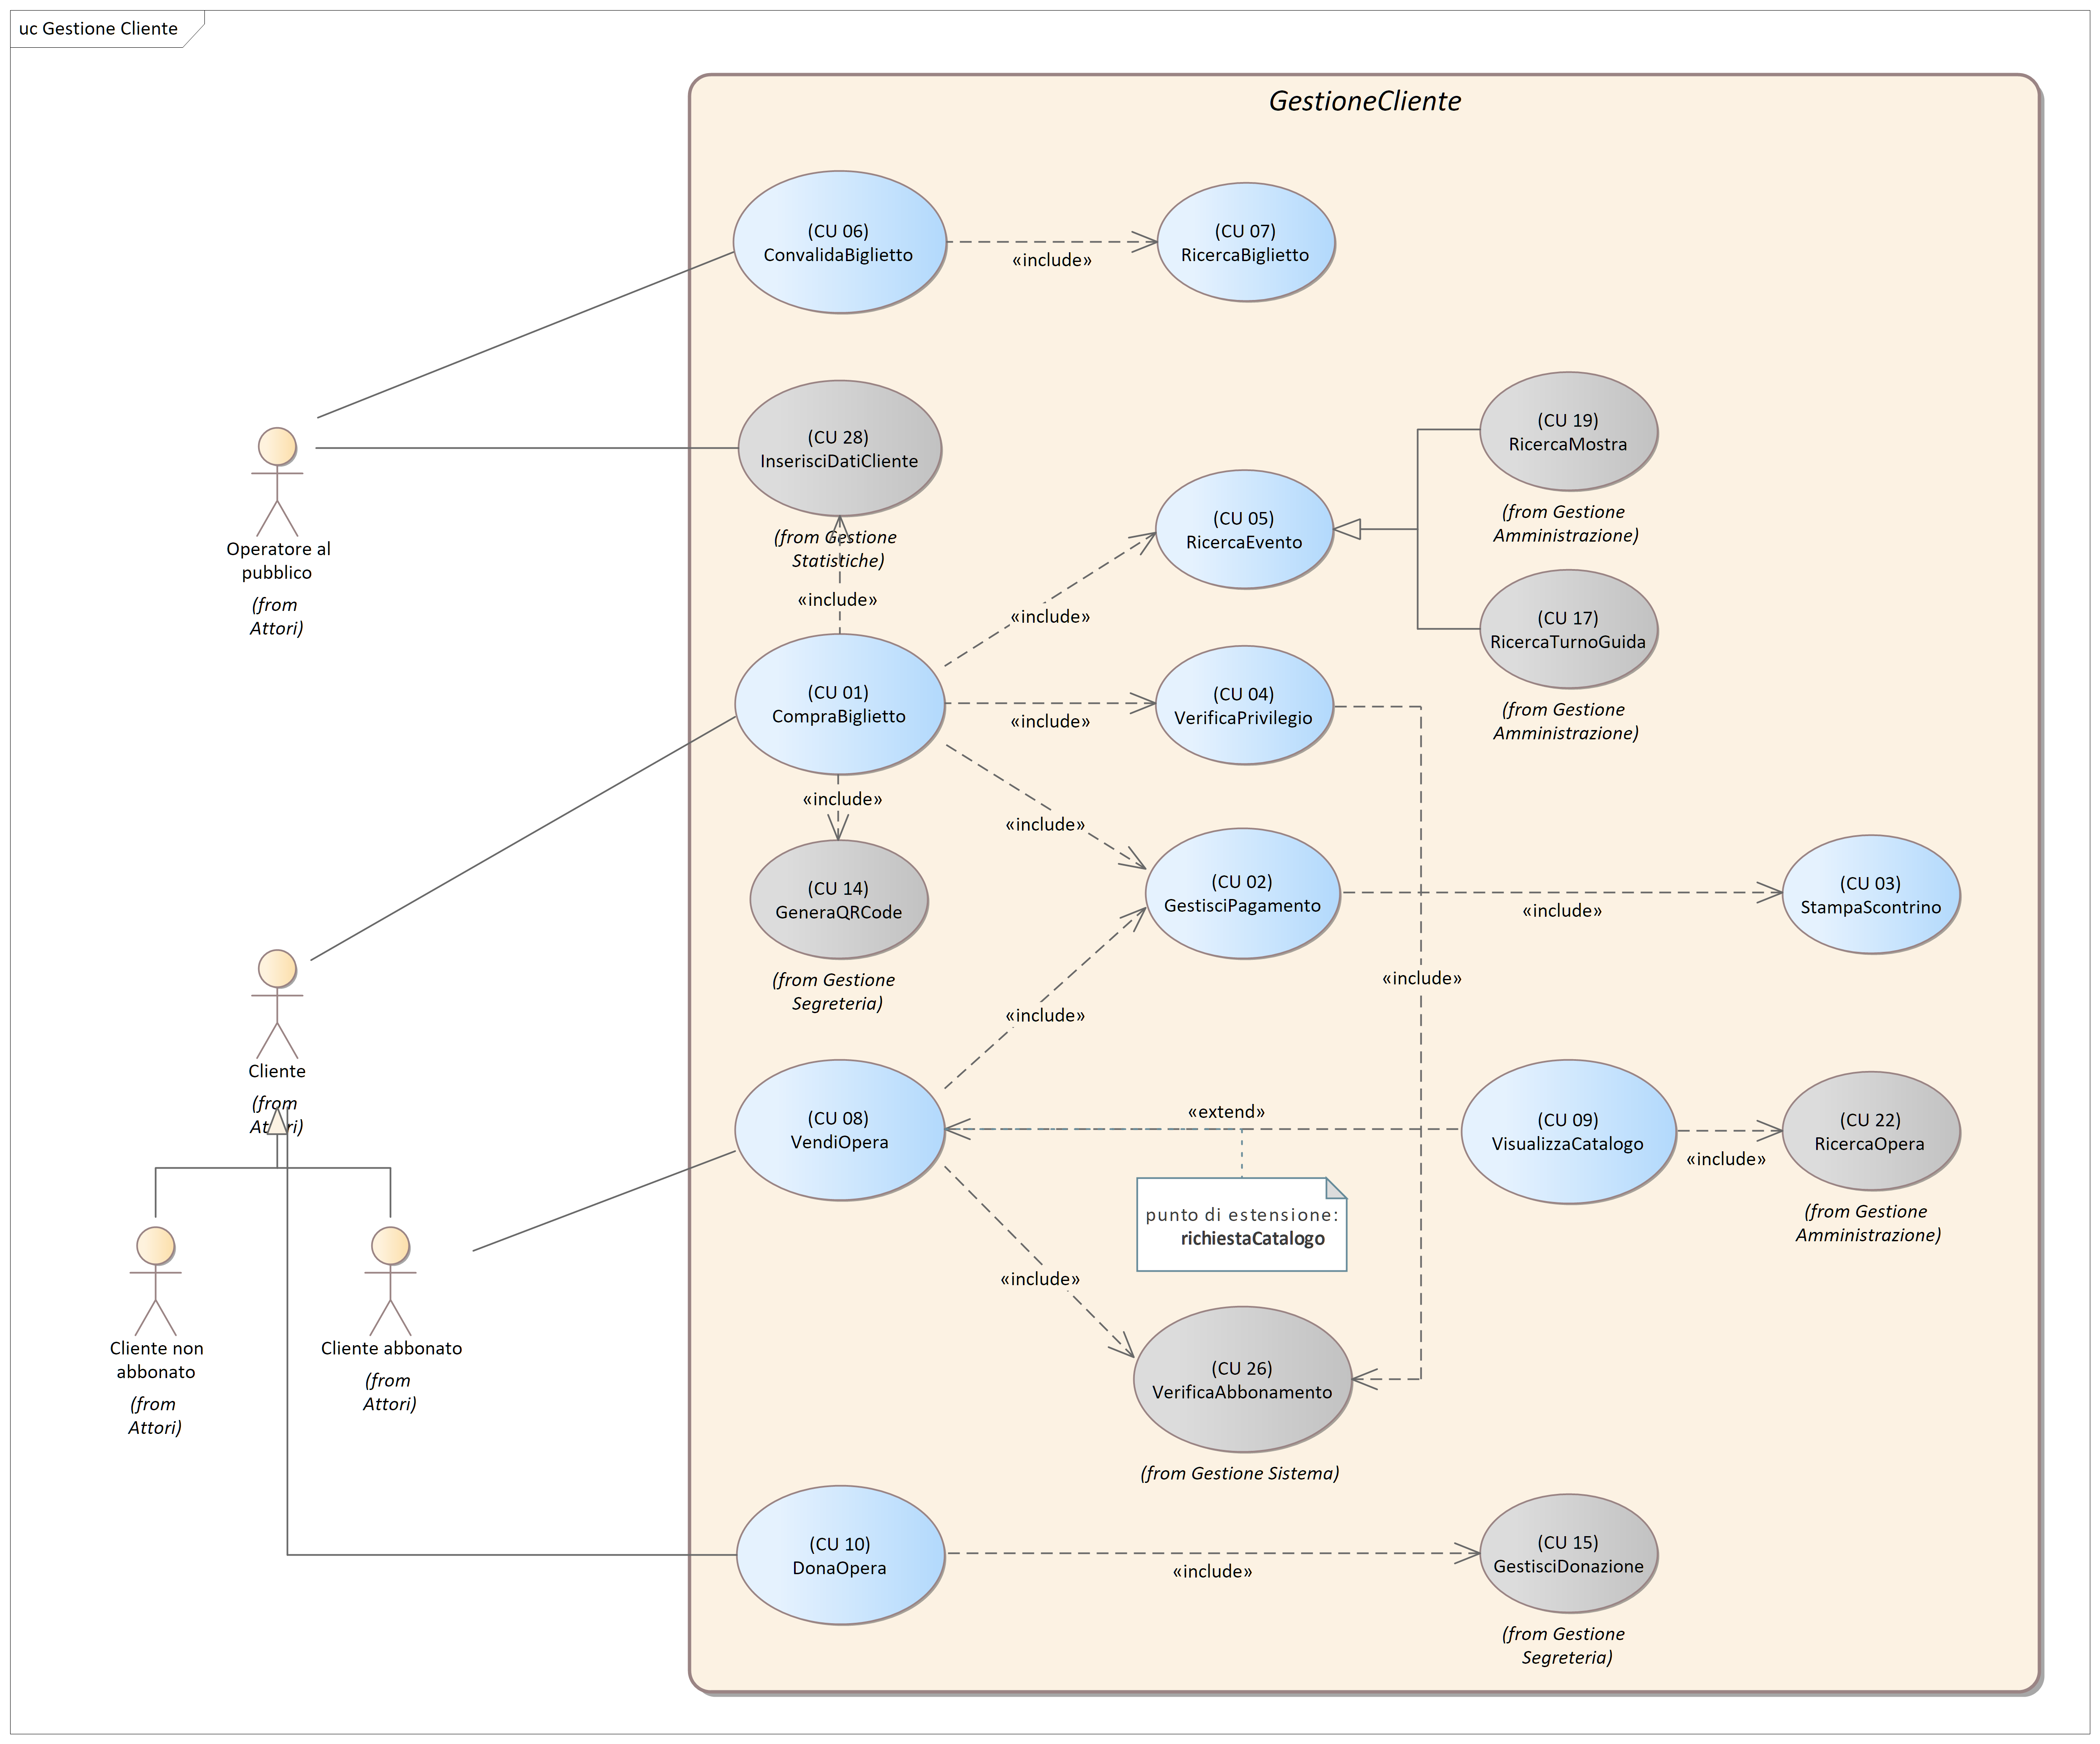 uc Gestione Cliente
GestioneCliente
(CU 06)
ConvalidaBiglietto
«include»
(CU 07)
RicercaBiglietto
(CU 28)
InserisciDatiCliente
(from Gestione
Statistiche)
«include»
(CU 19)
RicercaMostra
(from Gestione
Amministrazione)
(CU 05)
RicercaEvento
«include»
(CU 17)
RicercaTurnoGuida
(from Gestione
Amministrazione)
Operatore al
pubblico
(from
Attori)
(CU 01)
CompraBiglietto
«include»
(CU 04)
VerificaPrivilegio
«include»
«include»
(CU 14)
GeneraQRCode
(from Gestione
Segreteria)
(CU 02)
GestisciPagamento
«include»
(CU 03)
StampaScontrino
«include»
«include»
Cliente
(from
Attori)
(CU 08)
VendiOpera
«extend»
(CU 09)
VisualizzaCatalogo
«include»
(CU 22)
RicercaOpera
(from Gestione
Amministrazione)
punto di estensione:
richiestaCatalogo
«include»
Cliente non
abbonato
(from
Attori)
Cliente abbonato
(from
Attori)
(CU 26)
VerificaAbbonamento
(from Gestione Sistema)
(CU 10)
DonaOpera
«include»
(CU 15)
GestisciDonazione
(from Gestione
Segreteria)